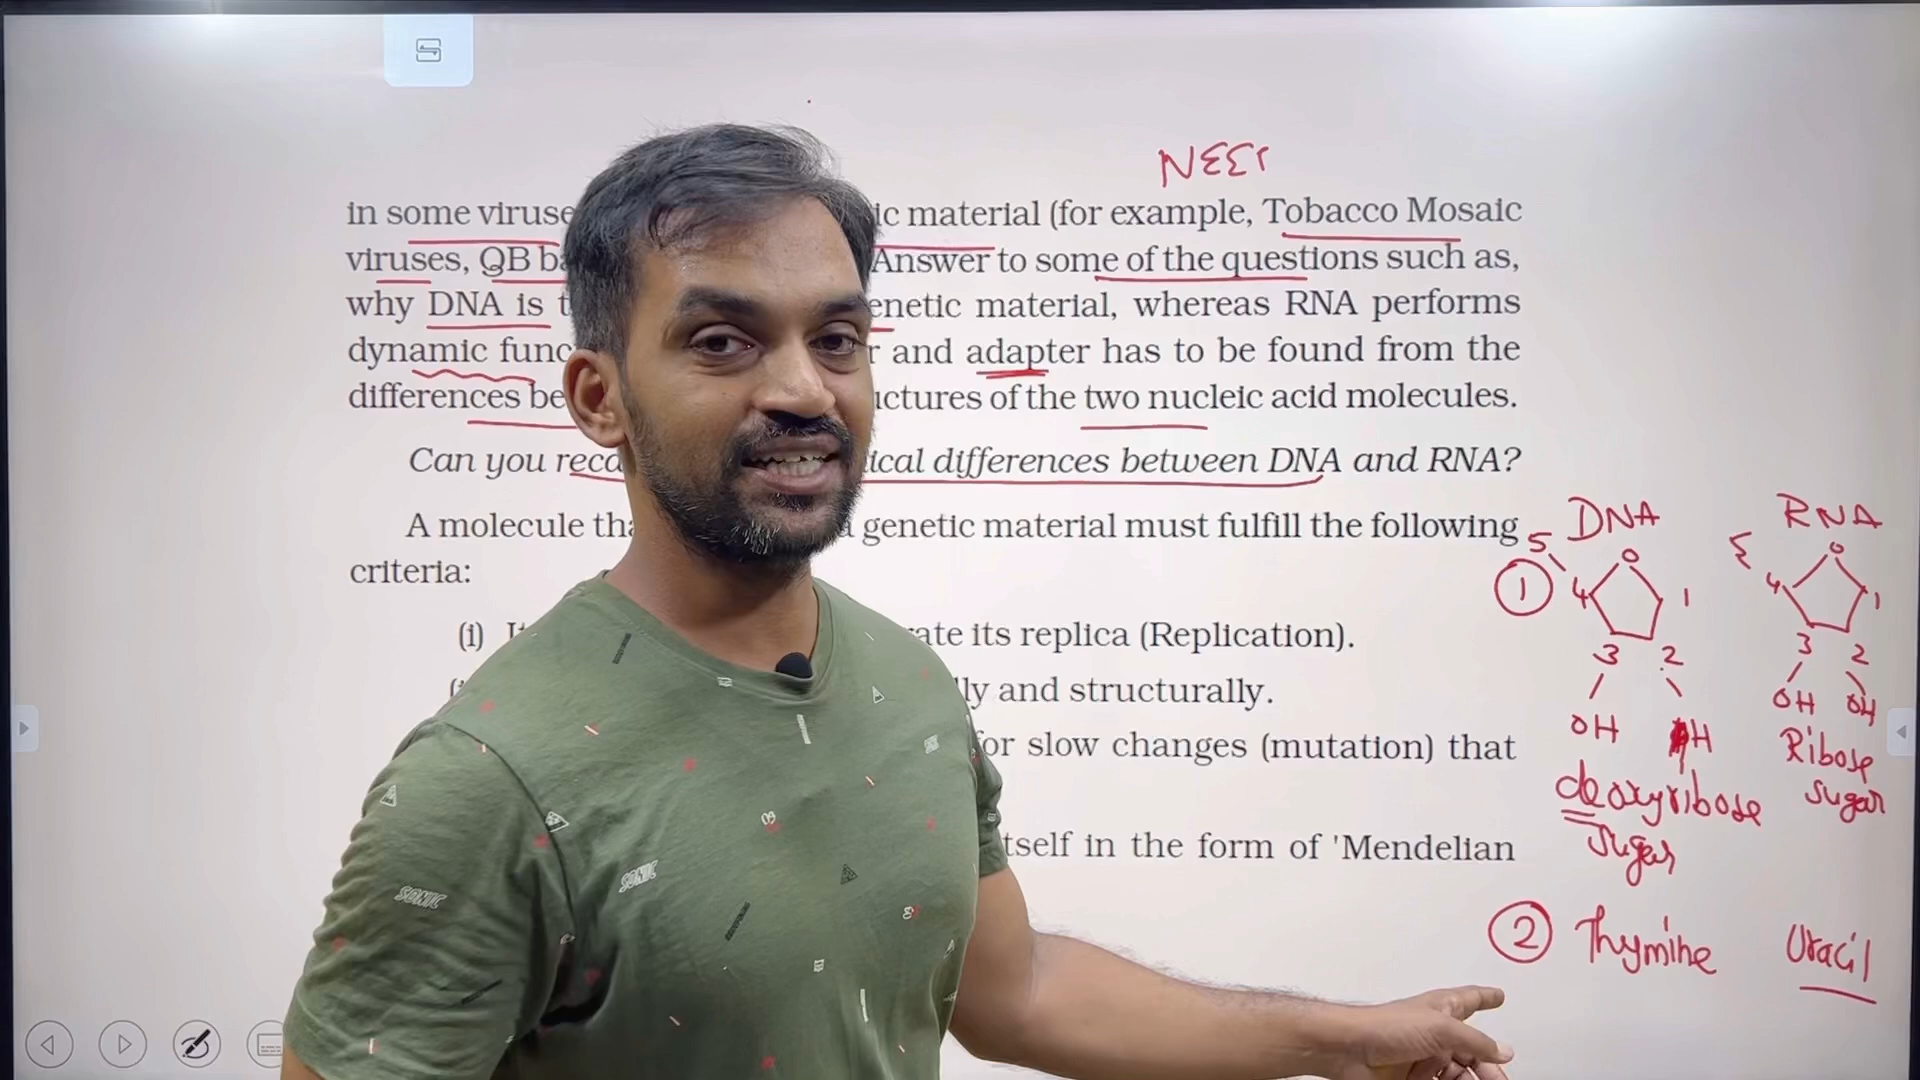 NEET
in some viruse ic material (for example, Tobacco Mosaic
viruses, QB ba Answer to some of the questions such as,
why DNA is t enetic material, whereas RNA performs
dynamic func r and adapter has to be found from the
differences be uctures of the two nucleic acid molecules.
Can you reca ical differences between DNA and RNA?
A molecule tha genetic material must fulfill the following
criteria:
(i) It rate its replica (Replication).
lly and structurally.
for slow changes (mutation) that
tself in the form of 'Mendelian
DNA RNA
5 O O
1 4 1 4 1
3 2 3 2
OH H OH OH
deoxyribose
sugar
Ribose
sugar
2 Thymine Uracil
SONIC
SONIC